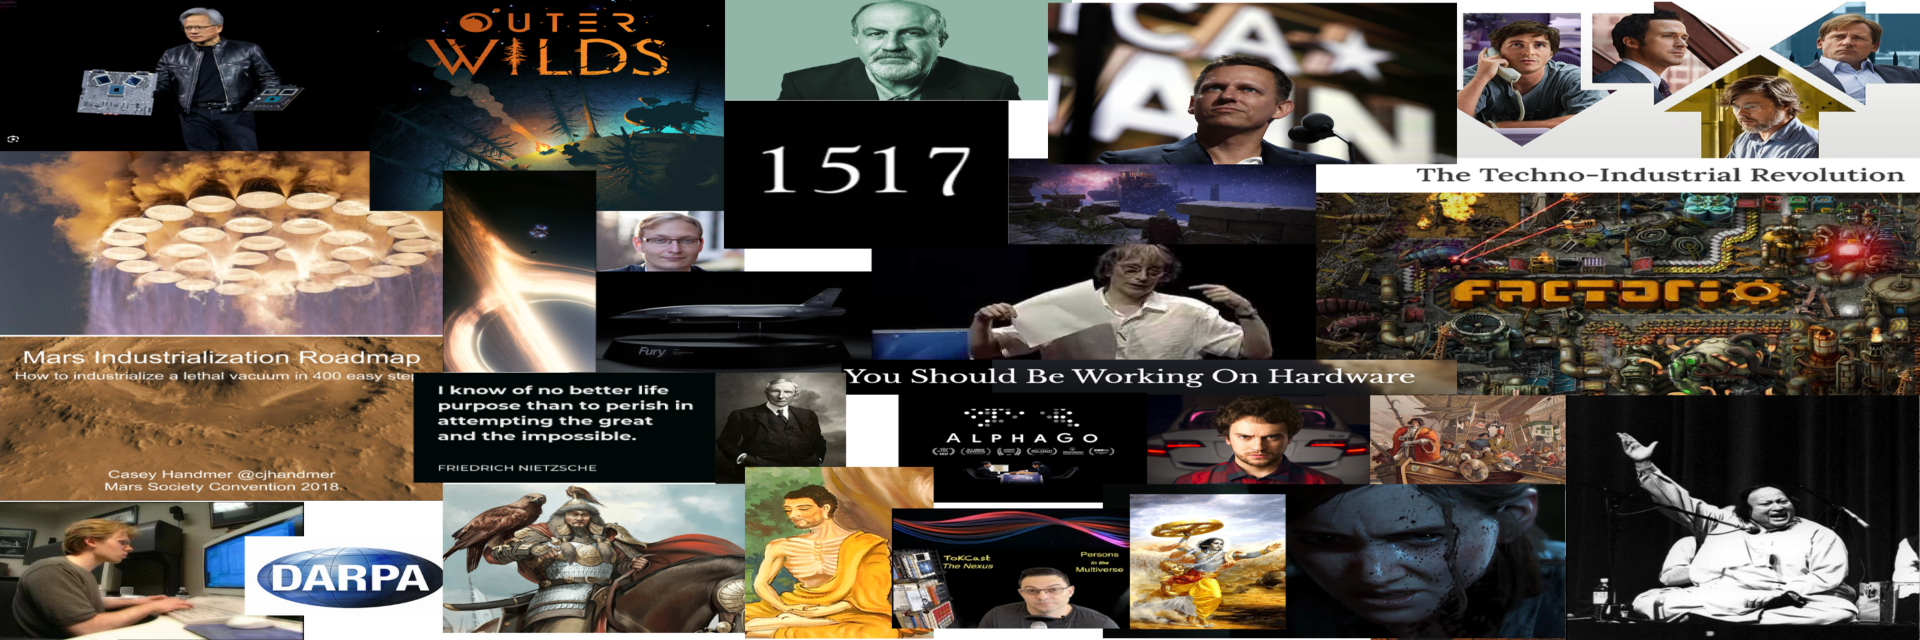 OUTER
WILDS
CA
AIN
1517
The Techno-Industrial Revolution
FACTORIO
Fury
Mars Industrialization Roadmap
How to industrialize a lethal vacuum in 400 easy step
Casey Handmer @cjhandmer
Mars Society Convention 2018
I know of no better life
purpose than to perish in
attempting the great
and the impossible.
FRIEDRICH NIETZSCHE
You Should Be Working On Hardware
ALPHAGO
DARPA
ToKCast
The Nexus
Persons
in the
Multiverse